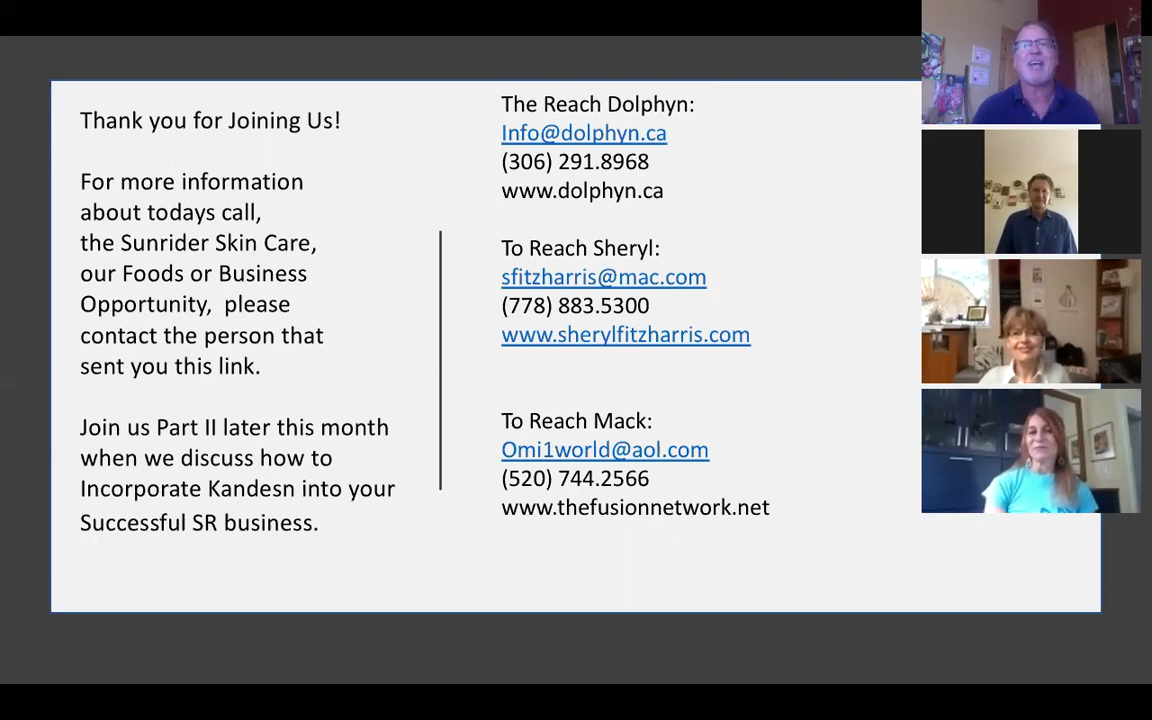 Thank you for Joining Us!
For more information
about todays call,
the Sunrider Skin Care,
our Foods or Business
Opportunity, please
contact the person that
sent you this link.
Join us Part II later this month
when we discuss how to
Incorporate Kandesn into your
Successful SR business.
The Reach Dolphyn:
Info@dolphyn.ca
(306) 291.8968
www.dolphyn.ca
To Reach Sheryl:
sfitzharris@mac.com
(778) 883.5300
www.sherylfitzharris.com
To Reach Mack:
Omi1world@aol.com
(520) 744.2566
www.thefusionnetwork.net